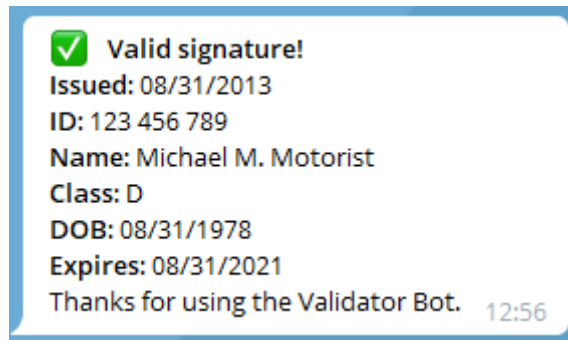 ✅ Valid signature!
Issued: 08/31/2013
ID: 123 456 789
Name: Michael M. Motorist
Class: D
DOB: 08/31/1978
Expires: 08/31/2021
Thanks for using the Validator Bot. 12:56